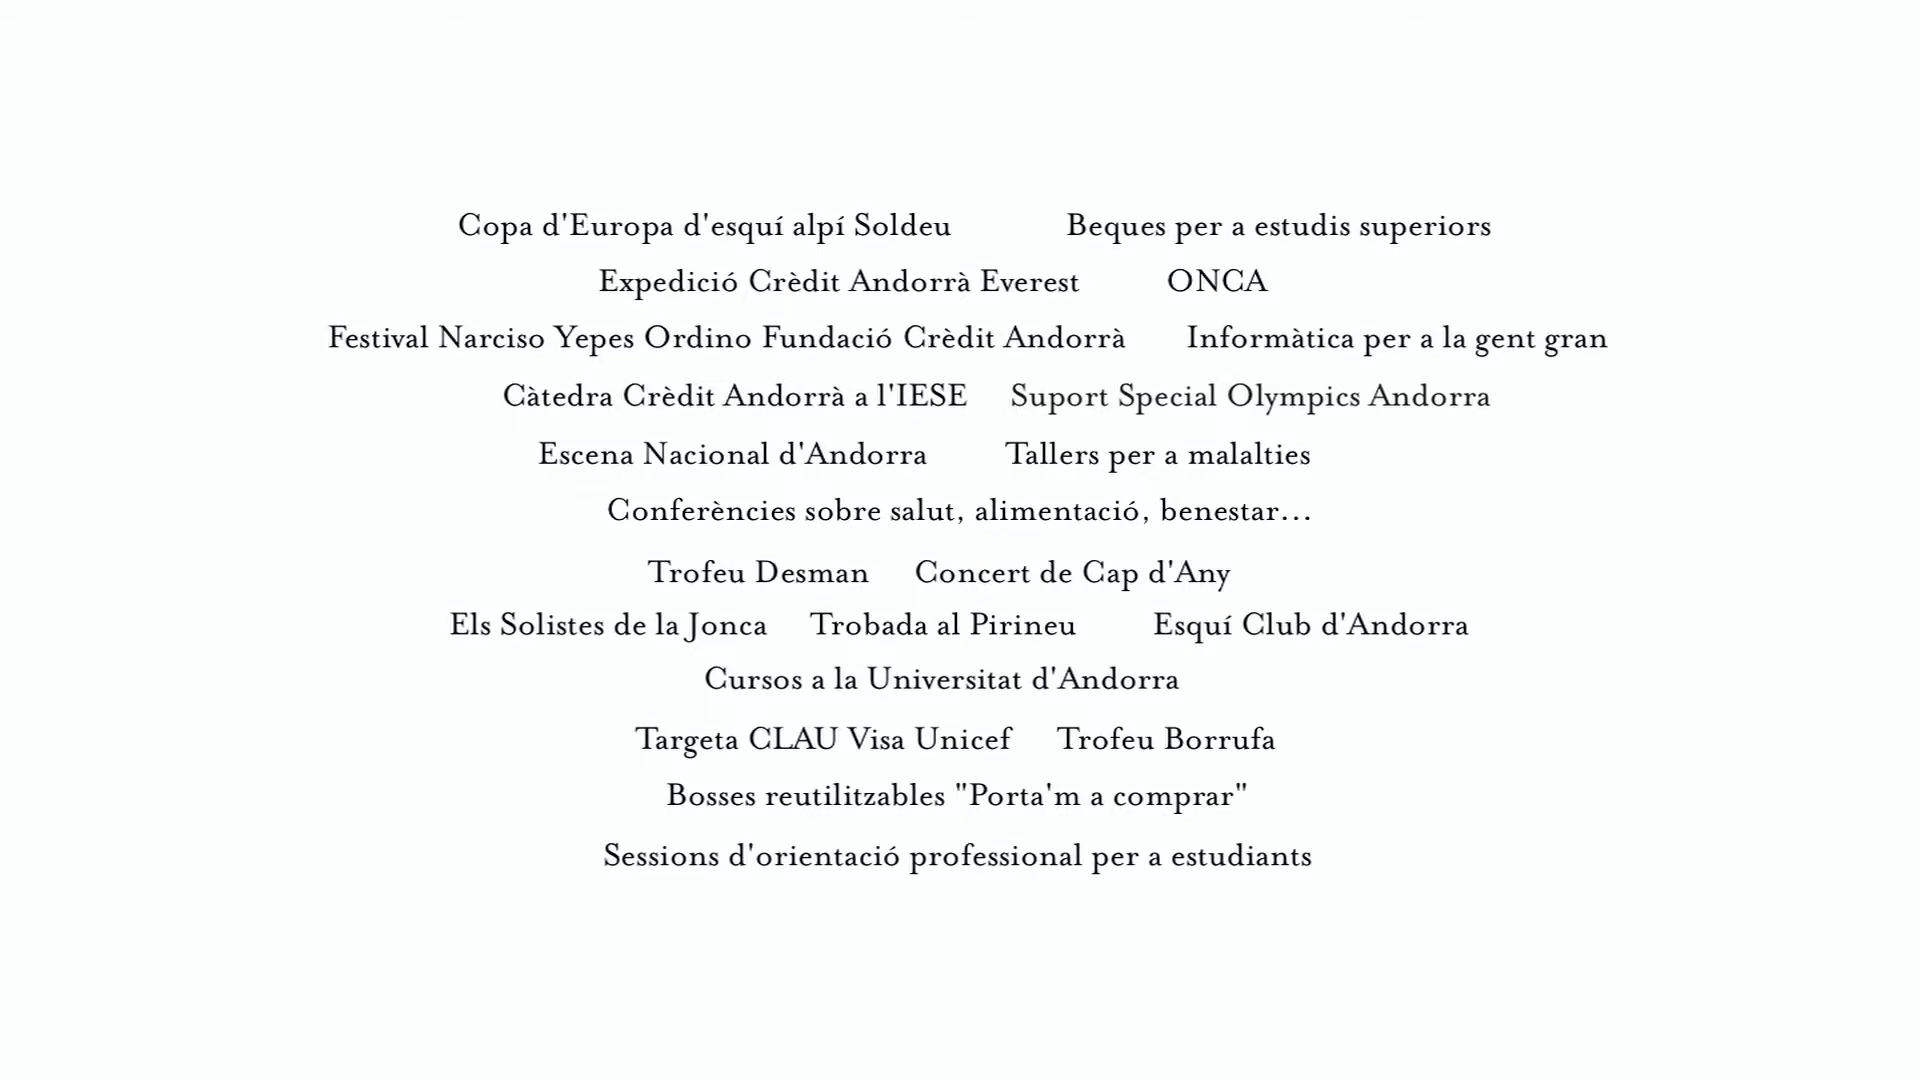 Copa d'Europa d'esquí alpí Soldeu Beques per a estudis superiors
Expedició Crèdit Andorrà Everest ONCA
Festival Narciso Yepes Ordino Fundació Crèdit Andorrà Informàtica per a la gent gran
Càtedra Crèdit Andorrà a l'IESE Suport Special Olympics Andorra
Escena Nacional d'Andorra Tallers per a malalties
Conferències sobre salut, alimentació, benestar...
Trofeu Desman Concert de Cap d'Any
Els Solistes de la Jonca Trobada al Pirineu Esquí Club d'Andorra
Cursos a la Universitat d'Andorra
Targeta CLAU Visa Unicef Trofeu Borrufa
Bosses reutilitzables "Porta'm a comprar"
Sessions d'orientació professional per a estudiants